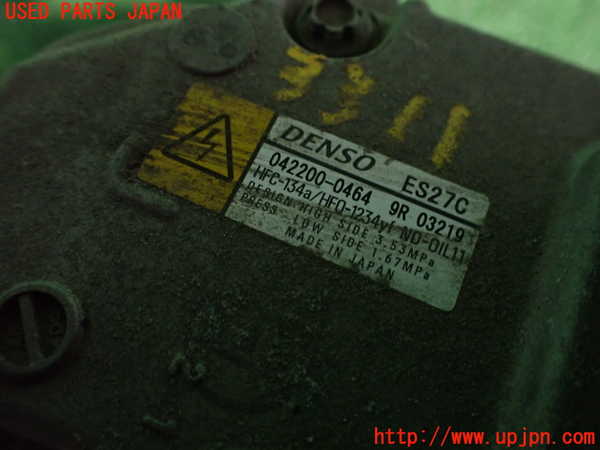 USED PARTS JAPAN
3311
DENSO ES27C
042200-0464 9R 03219
HFC-134a/HFO-1234yf ND-OIL11
DESIGN HIGH SIDE 3.53MPa
PRESS. LOW SIDE 1.67MPa
MADE IN JAPAN
http://www.upjpn.com/